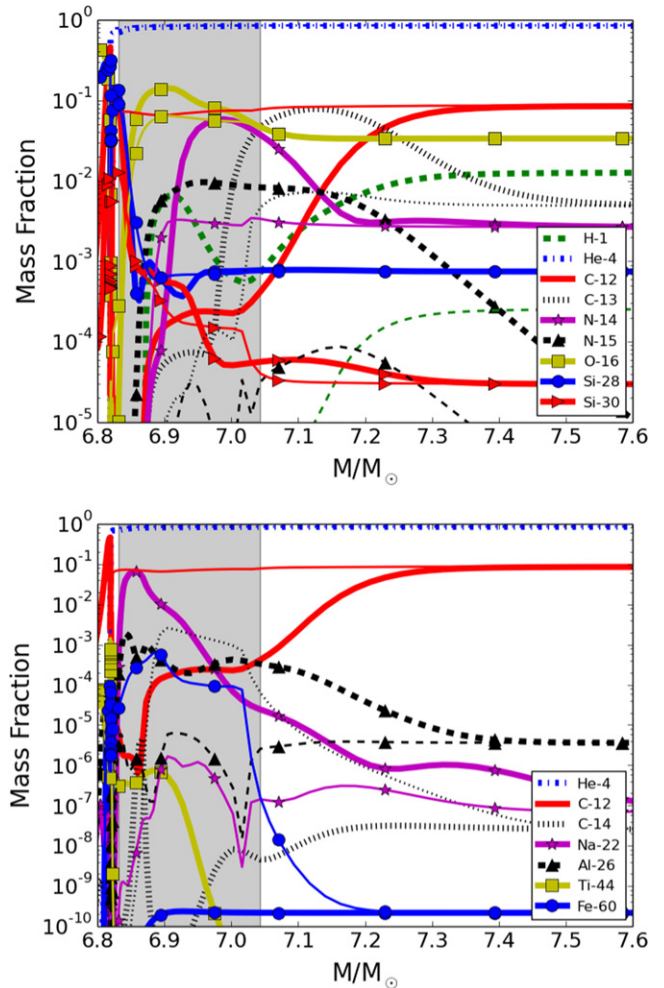 10^0
10^-1
10^-2
10^-3
10^-4
10^-5
Mass Fraction
H-1
He-4
C-12
C-13
N-14
N-15
O-16
Si-28
Si-30
6.8 6.9 7.0 7.1 7.2 7.3 7.4 7.5 7.6
M/M☉
10^0
10^-1
10^-2
10^-3
10^-4
10^-5
10^-6
10^-7
10^-8
10^-9
10^-10
Mass Fraction
He-4
C-12
C-14
Na-22
Al-26
Ti-44
Fe-60
6.8 6.9 7.0 7.1 7.2 7.3 7.4 7.5 7.6
M/M☉